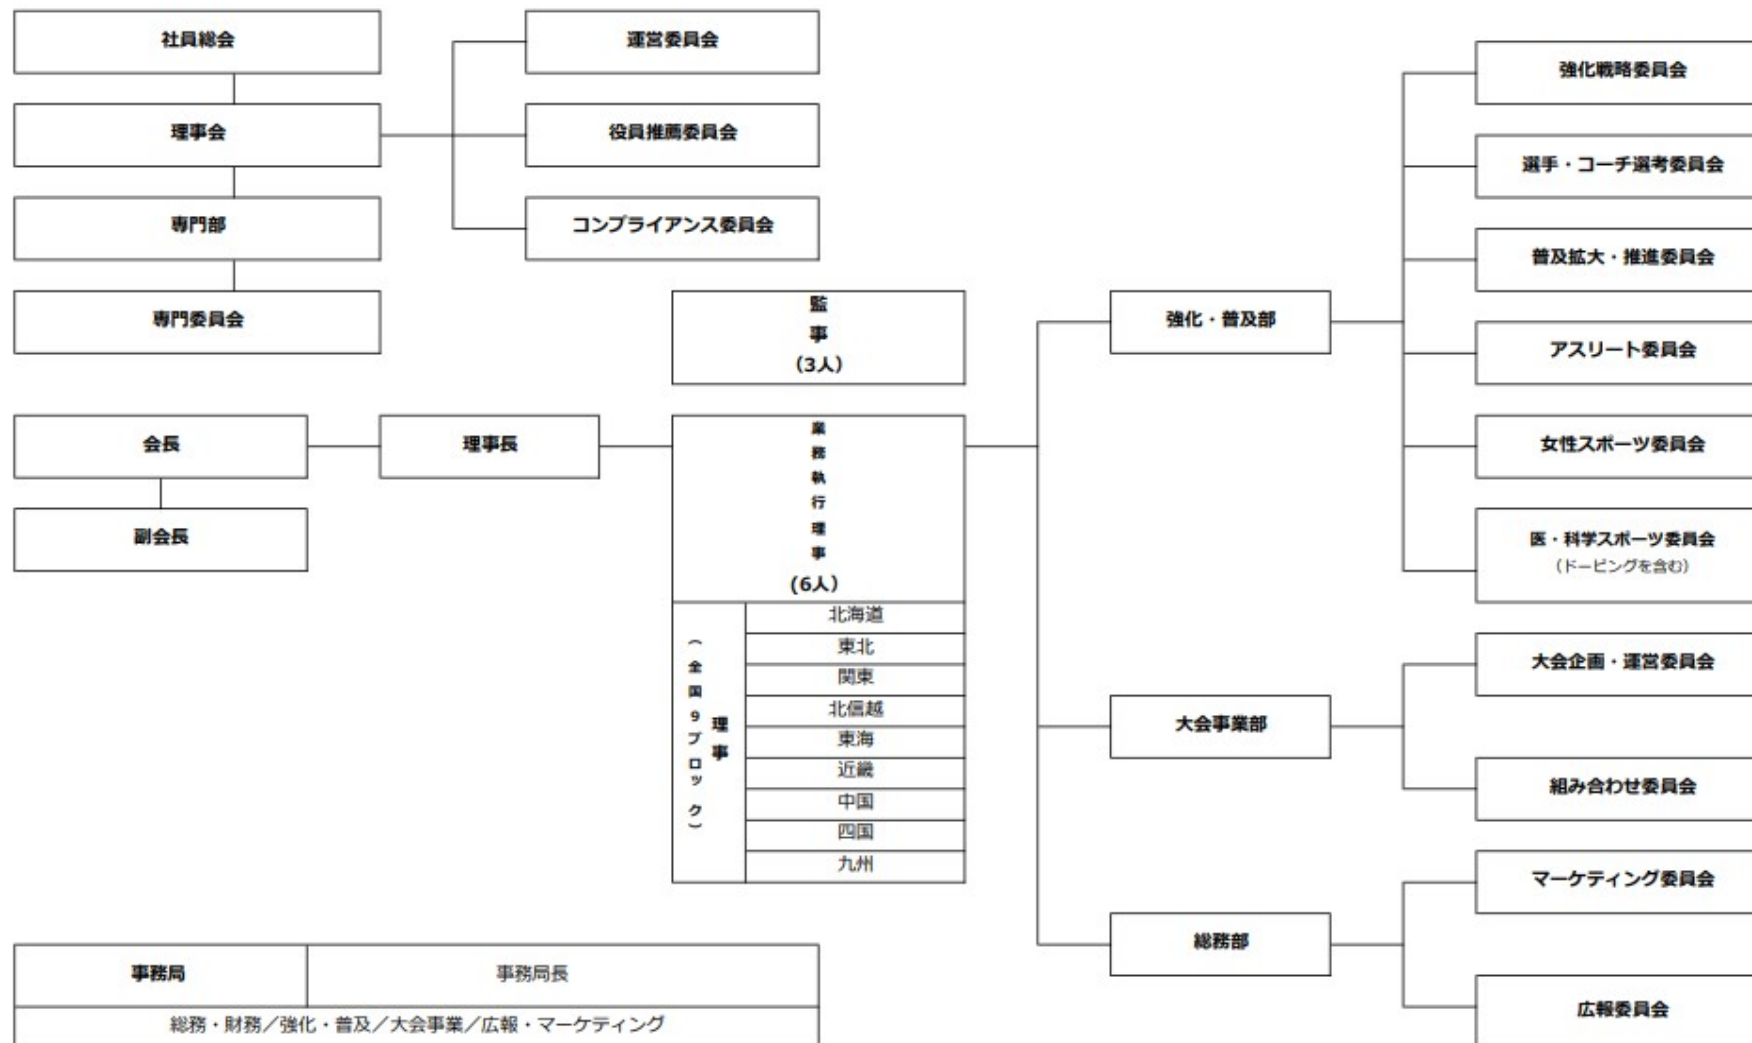 社員総会
理事会
専門部
専門委員会
運営委員会
役員推薦委員会
コンプライアンス委員会
監
事
(3人)
会長
副会長
理事長
業
務
執
行
理
事
(6人)
理事
(全国9ブロック)
北海道
東北
関東
北信越
東海
近畿
中国
四国
九州
強化・普及部
強化戦略委員会
選手・コーチ選考委員会
普及拡大・推進委員会
アスリート委員会
女性スポーツ委員会
医・科学スポーツ委員会
(ドーピングを含む)
大会事業部
大会企画・運営委員会
組み合わせ委員会
総務部
マーケティング委員会
広報委員会
事務局
事務局長
総務・財務/強化・普及/大会事業/広報・マーケティング